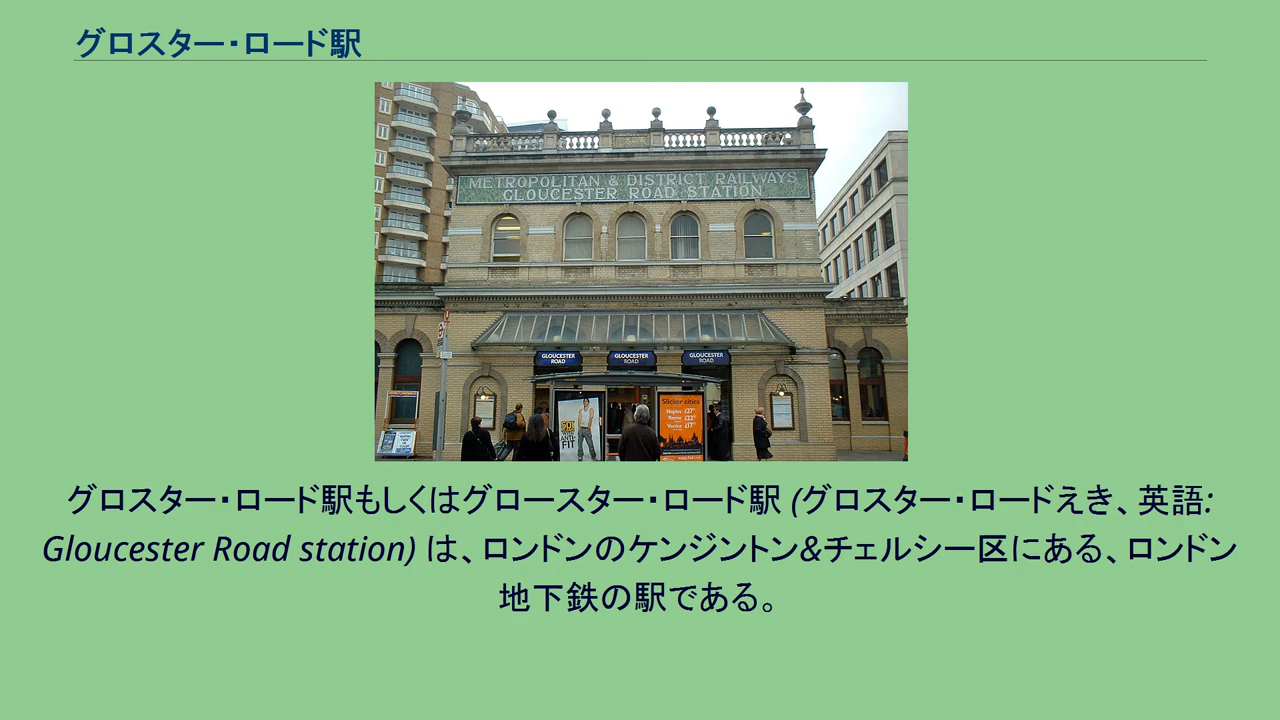 グロスター・ロード駅
METROPOLITAN & DISTRICT RAILWAYS
GLOUCESTER ROAD STATION
GLOUCESTER ROAD
GLOUCESTER ROAD
GLOUCESTER ROAD
Slicker cities
グロスター・ロード駅もしくはグロースター・ロード駅 (グロスター・ロードえき、英語:
Gloucester Road station) は、ロンドンのケンジントン&チェルシー区にある、ロンドン
地下鉄の駅である。